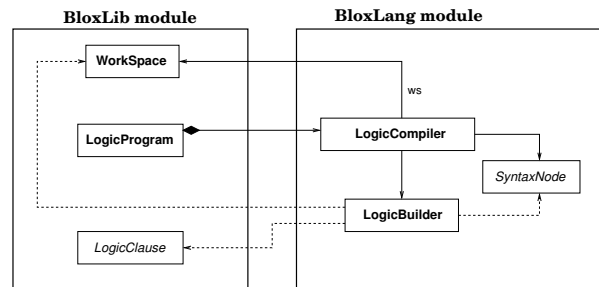 BloxLib module
BloxLang module
WorkSpace
ws
LogicProgram
LogicCompiler
SyntaxNode
LogicBuilder
LogicClause